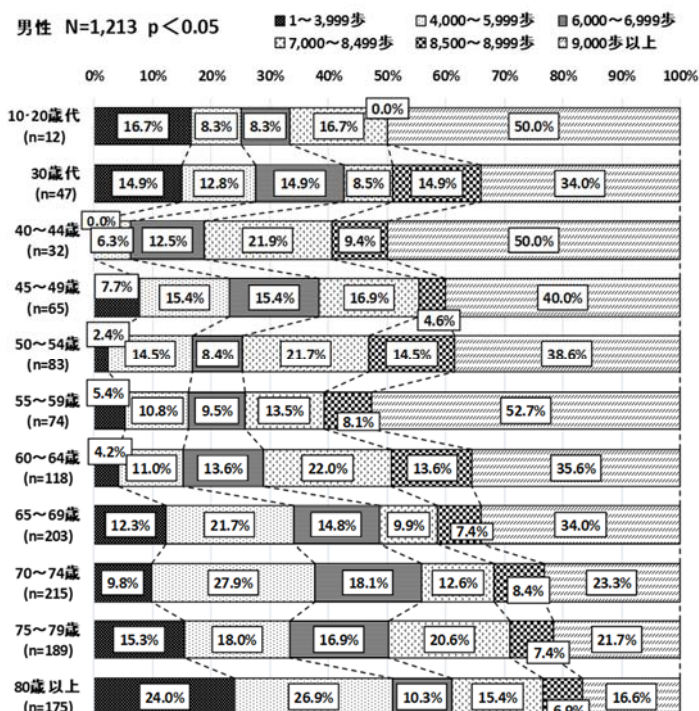 男性 N=1,213 p＜0.05
1～3,999歩 4,000～5,999歩 6,000～6,999歩
7,000～8,499歩 8,500～8,999歩 9,000歩以上
0% 10% 20% 30% 40% 50% 60% 70% 80% 90% 100%
10･20歳代
(n=12)
16.7% 8.3% 8.3% 16.7% 0.0% 50.0%
30歳代
(n=47)
14.9% 12.8% 14.9% 8.5% 14.9% 34.0%
40～44歳
(n=32)
0.0% 6.3% 12.5% 21.9% 9.4% 50.0%
45～49歳
(n=65)
7.7% 15.4% 15.4% 16.9% 4.6% 40.0%
50～54歳
(n=83)
2.4% 14.5% 8.4% 21.7% 14.5% 38.6%
55～59歳
(n=74)
5.4% 10.8% 9.5% 13.5% 8.1% 52.7%
60～64歳
(n=118)
4.2% 11.0% 13.6% 22.0% 13.6% 35.6%
65～69歳
(n=203)
12.3% 21.7% 14.8% 9.9% 7.4% 34.0%
70～74歳
(n=215)
9.8% 27.9% 18.1% 12.6% 8.4% 23.3%
75～79歳
(n=189)
15.3% 18.0% 16.9% 20.6% 7.4% 21.7%
80歳以上
(n=175)
24.0% 26.9% 10.3% 15.4% 6.9% 16.6%